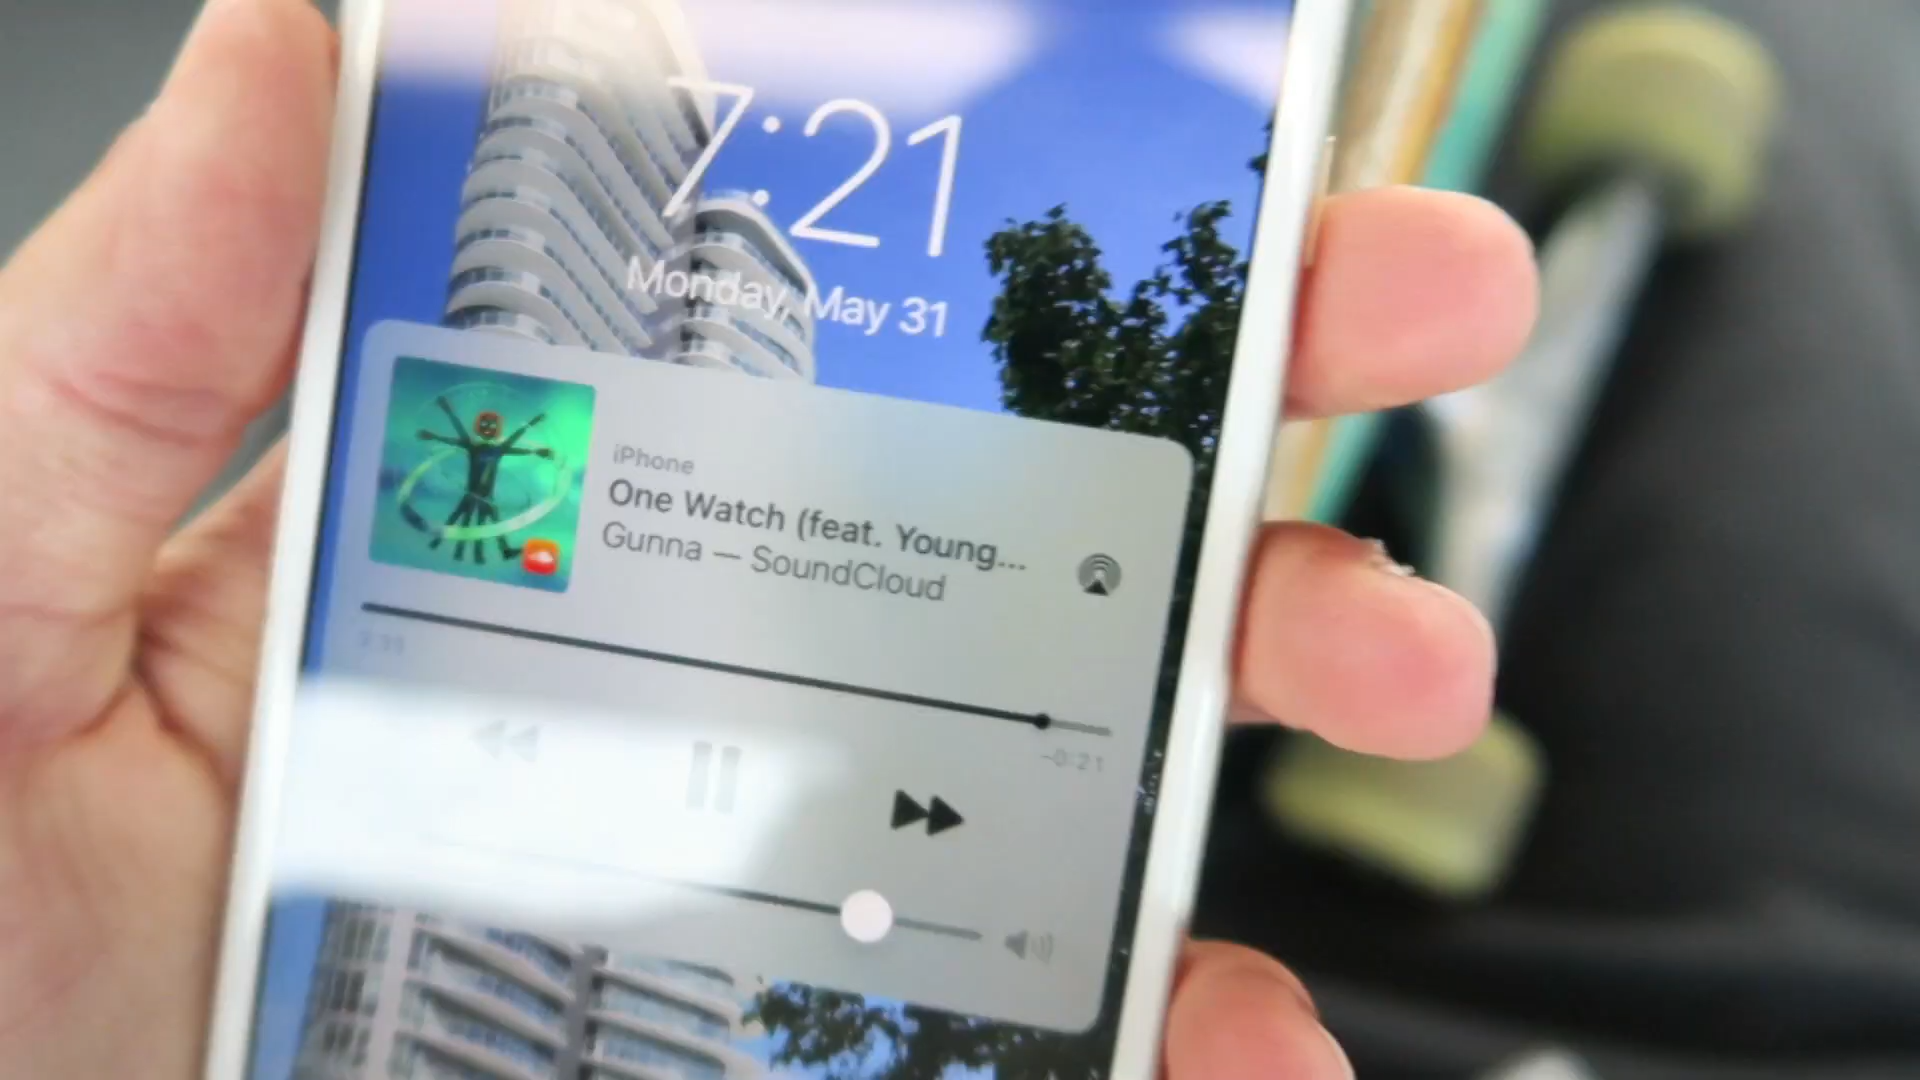 7:21
Monday, May 31
iPhone
One Watch (feat. Young...
Gunna — SoundCloud
-0:21